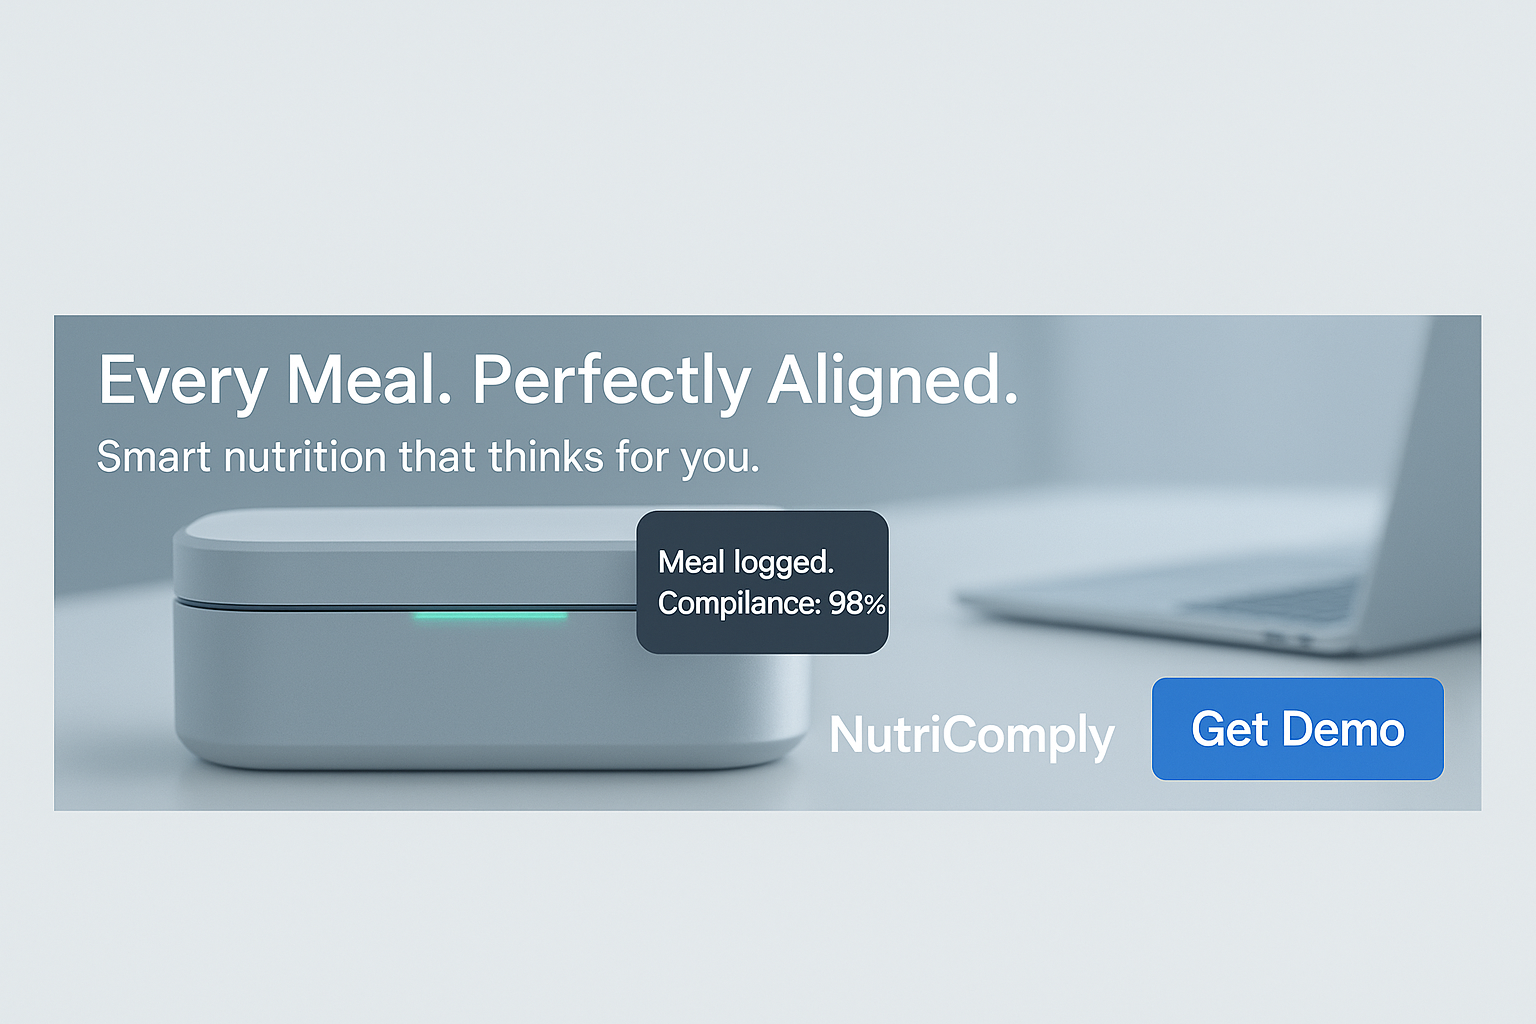 Every Meal. Perfectly Aligned.
Smart nutrition that thinks for you.
Meal logged.
Compilance: 98%
NutriComply
Get Demo